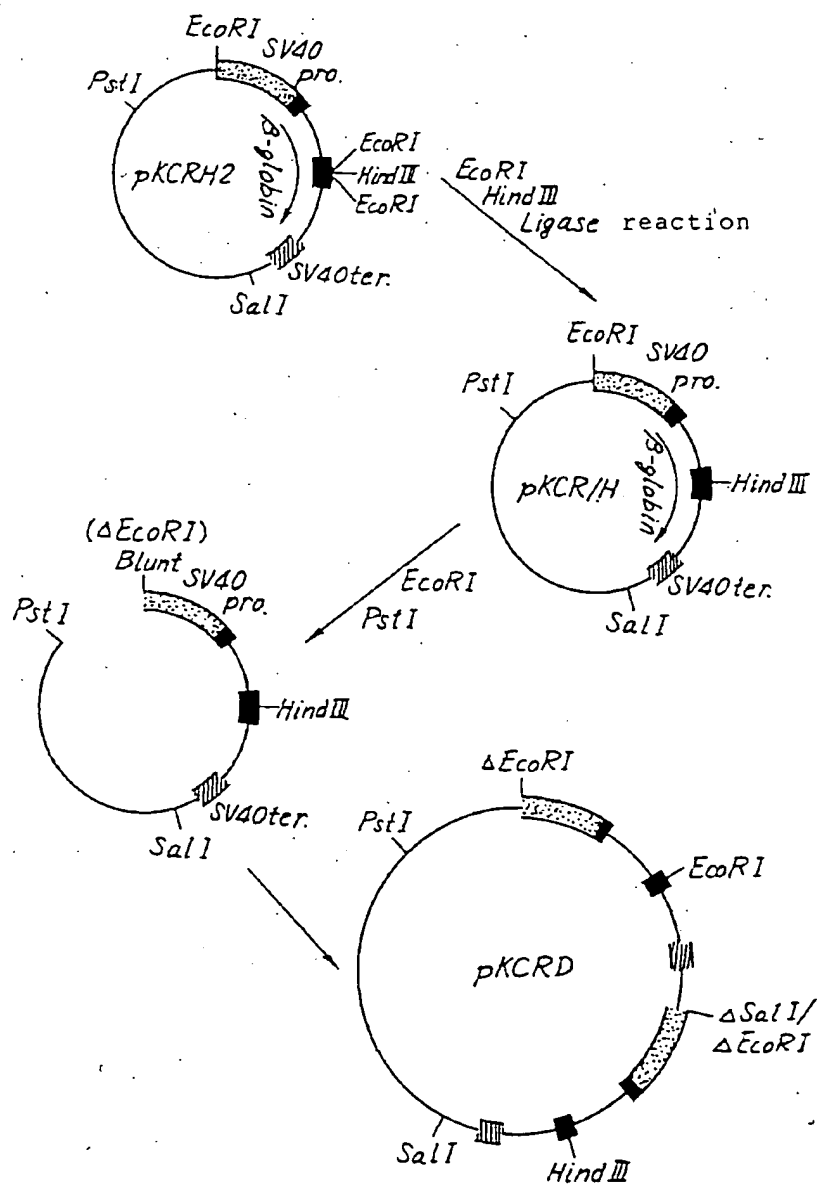 EcoRI
SV40
pro.
PstI
β-globin
pKCRH2
EcoRI
HindⅢ
EcoRI
SV40ter.
SalI
EcoRI
HindⅢ
Ligase reaction
EcoRI
SV40
pro.
PstI
β-globin
pKCR/H
HindⅢ
SV40ter.
SalI
EcoRI
PstI
(ΔEcoRI)
Blunt
SV40
pro.
PstI
HindⅢ
SV40ter.
SalI
ΔEcoRI
PstI
EcoRI
pKCRD
ΔSalI/
ΔEcoRI
SalI
HindⅢ